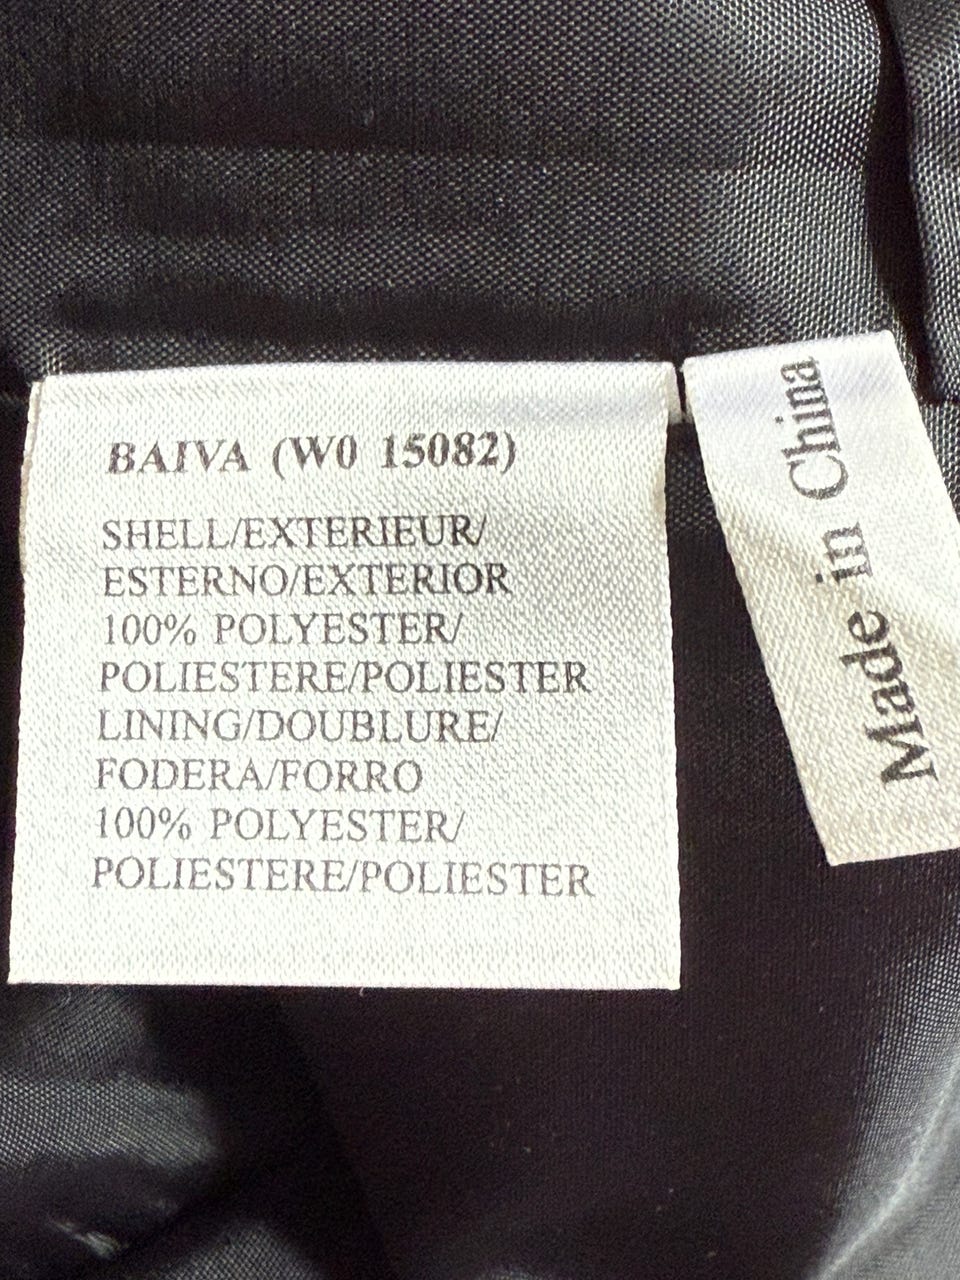 BAIVA (W0 15082)
SHELL/EXTERIEUR/
ESTERNO/EXTERIOR
100% POLYESTER/
POLIESTERE/POLIESTER
LINING/DOUBLURE/
FODERA/FORRO
100% POLYESTER/
POLIESTERE/POLIESTER
Made in China